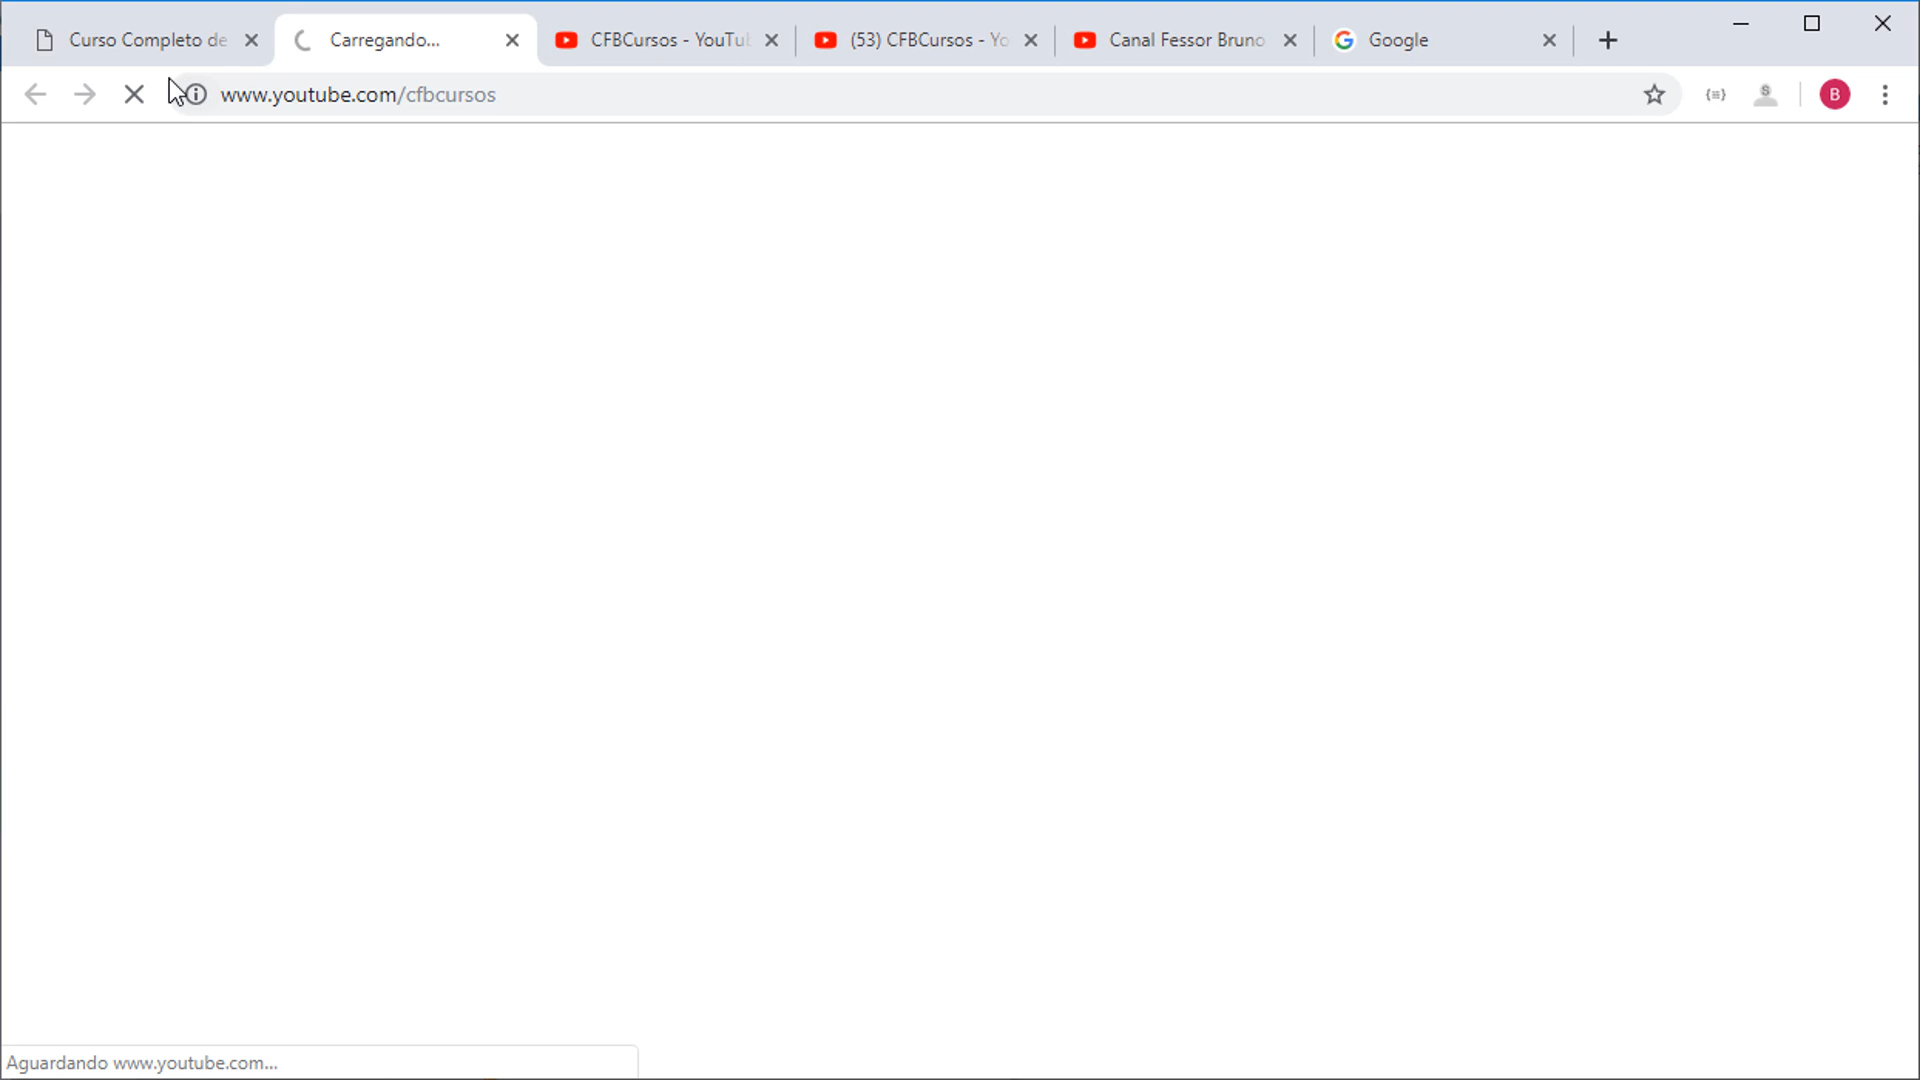 Curso Completo de
Carregando...
CFBCursos - YouTu
(53) CFBCursos - Yo
Canal Fessor Bruno
Google
www.youtube.com/cfbcursos
B
Aguardando www.youtube.com...